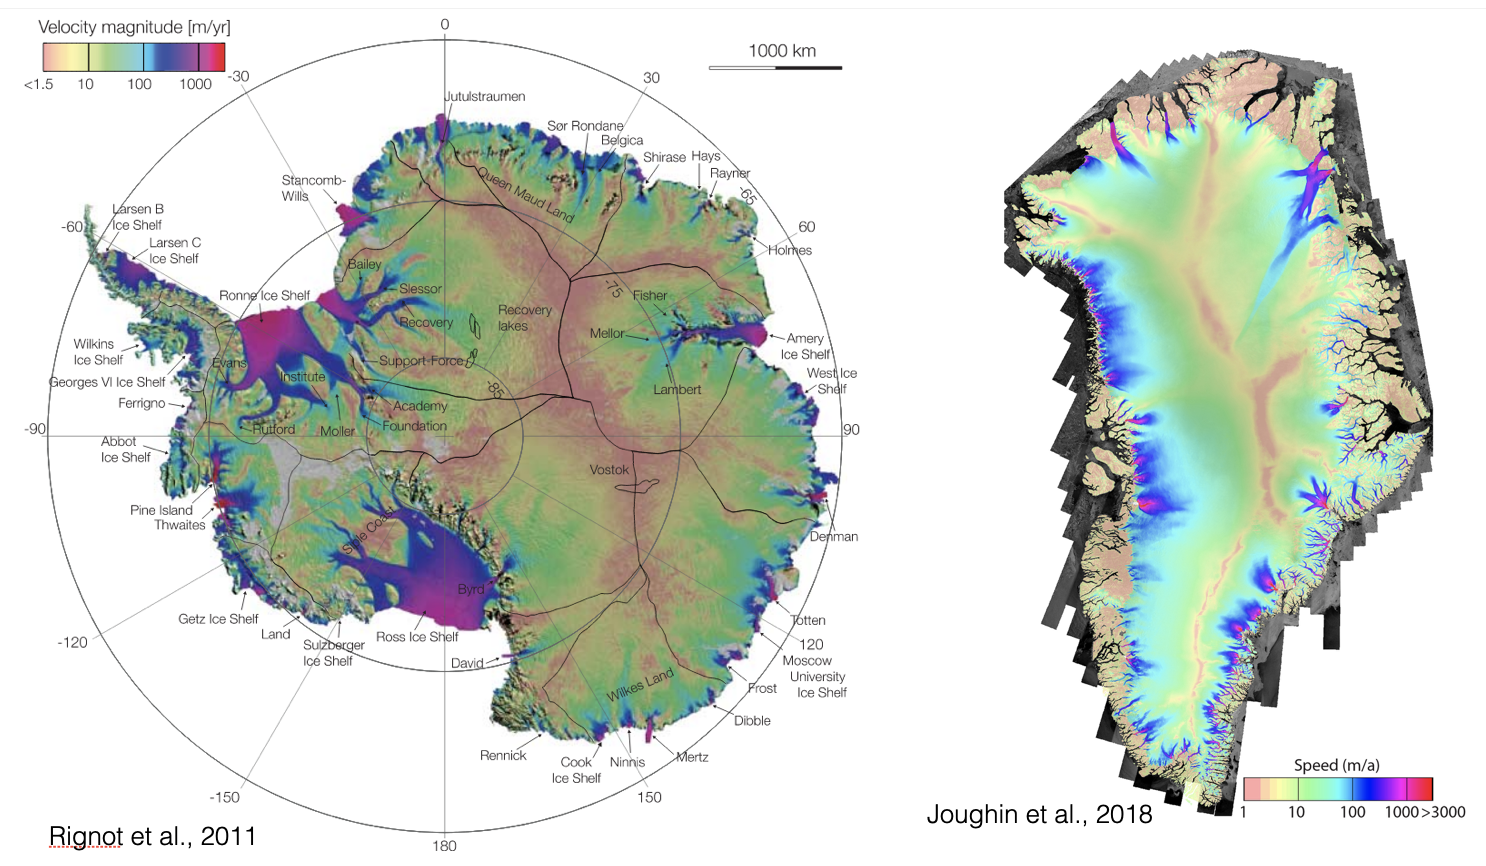 Velocity magnitude [m/yr]
<1.5
10
100
1000
-30
0
30
1000 km
Jutulstraumen
Sør Rondane
Belgica
Shirase
Hays
Rayner
-65
Queen Maud Land
Stancomb-
Wills
60
Holmes
-60
Larsen B
Ice Shelf
Larsen C
Ice Shelf
Bailey
Slessor
Ronne Ice Shelf
Recovery
Recovery
lakes
-75
Fisher
Mellor
Amery
Ice Shelf
Wilkins
Ice Shelf
Evans
Support-Force
Georges VI Ice Shelf
Institute
-85
Lambert
West Ice
Shelf
Ferrigno
Academy
Foundation
-90
Rutford
Moller
90
Abbot
Ice Shelf
Vostok
Pine Island
Thwaites
Siple Coast
Denman
Byrd
Getz Ice Shelf
Land
Sulzberger
Ice Shelf
Ross Ice Shelf
Totten
-120
120
David
Moscow
University
Ice Shelf
Wilkes Land
Frost
Dibble
Rennick
Cook
Ice Shelf
Ninnis
Mertz
-150
150
180
Rignot et al., 2011
Joughin et al., 2018
Speed (m/a)
1
10
100
1000
>3000